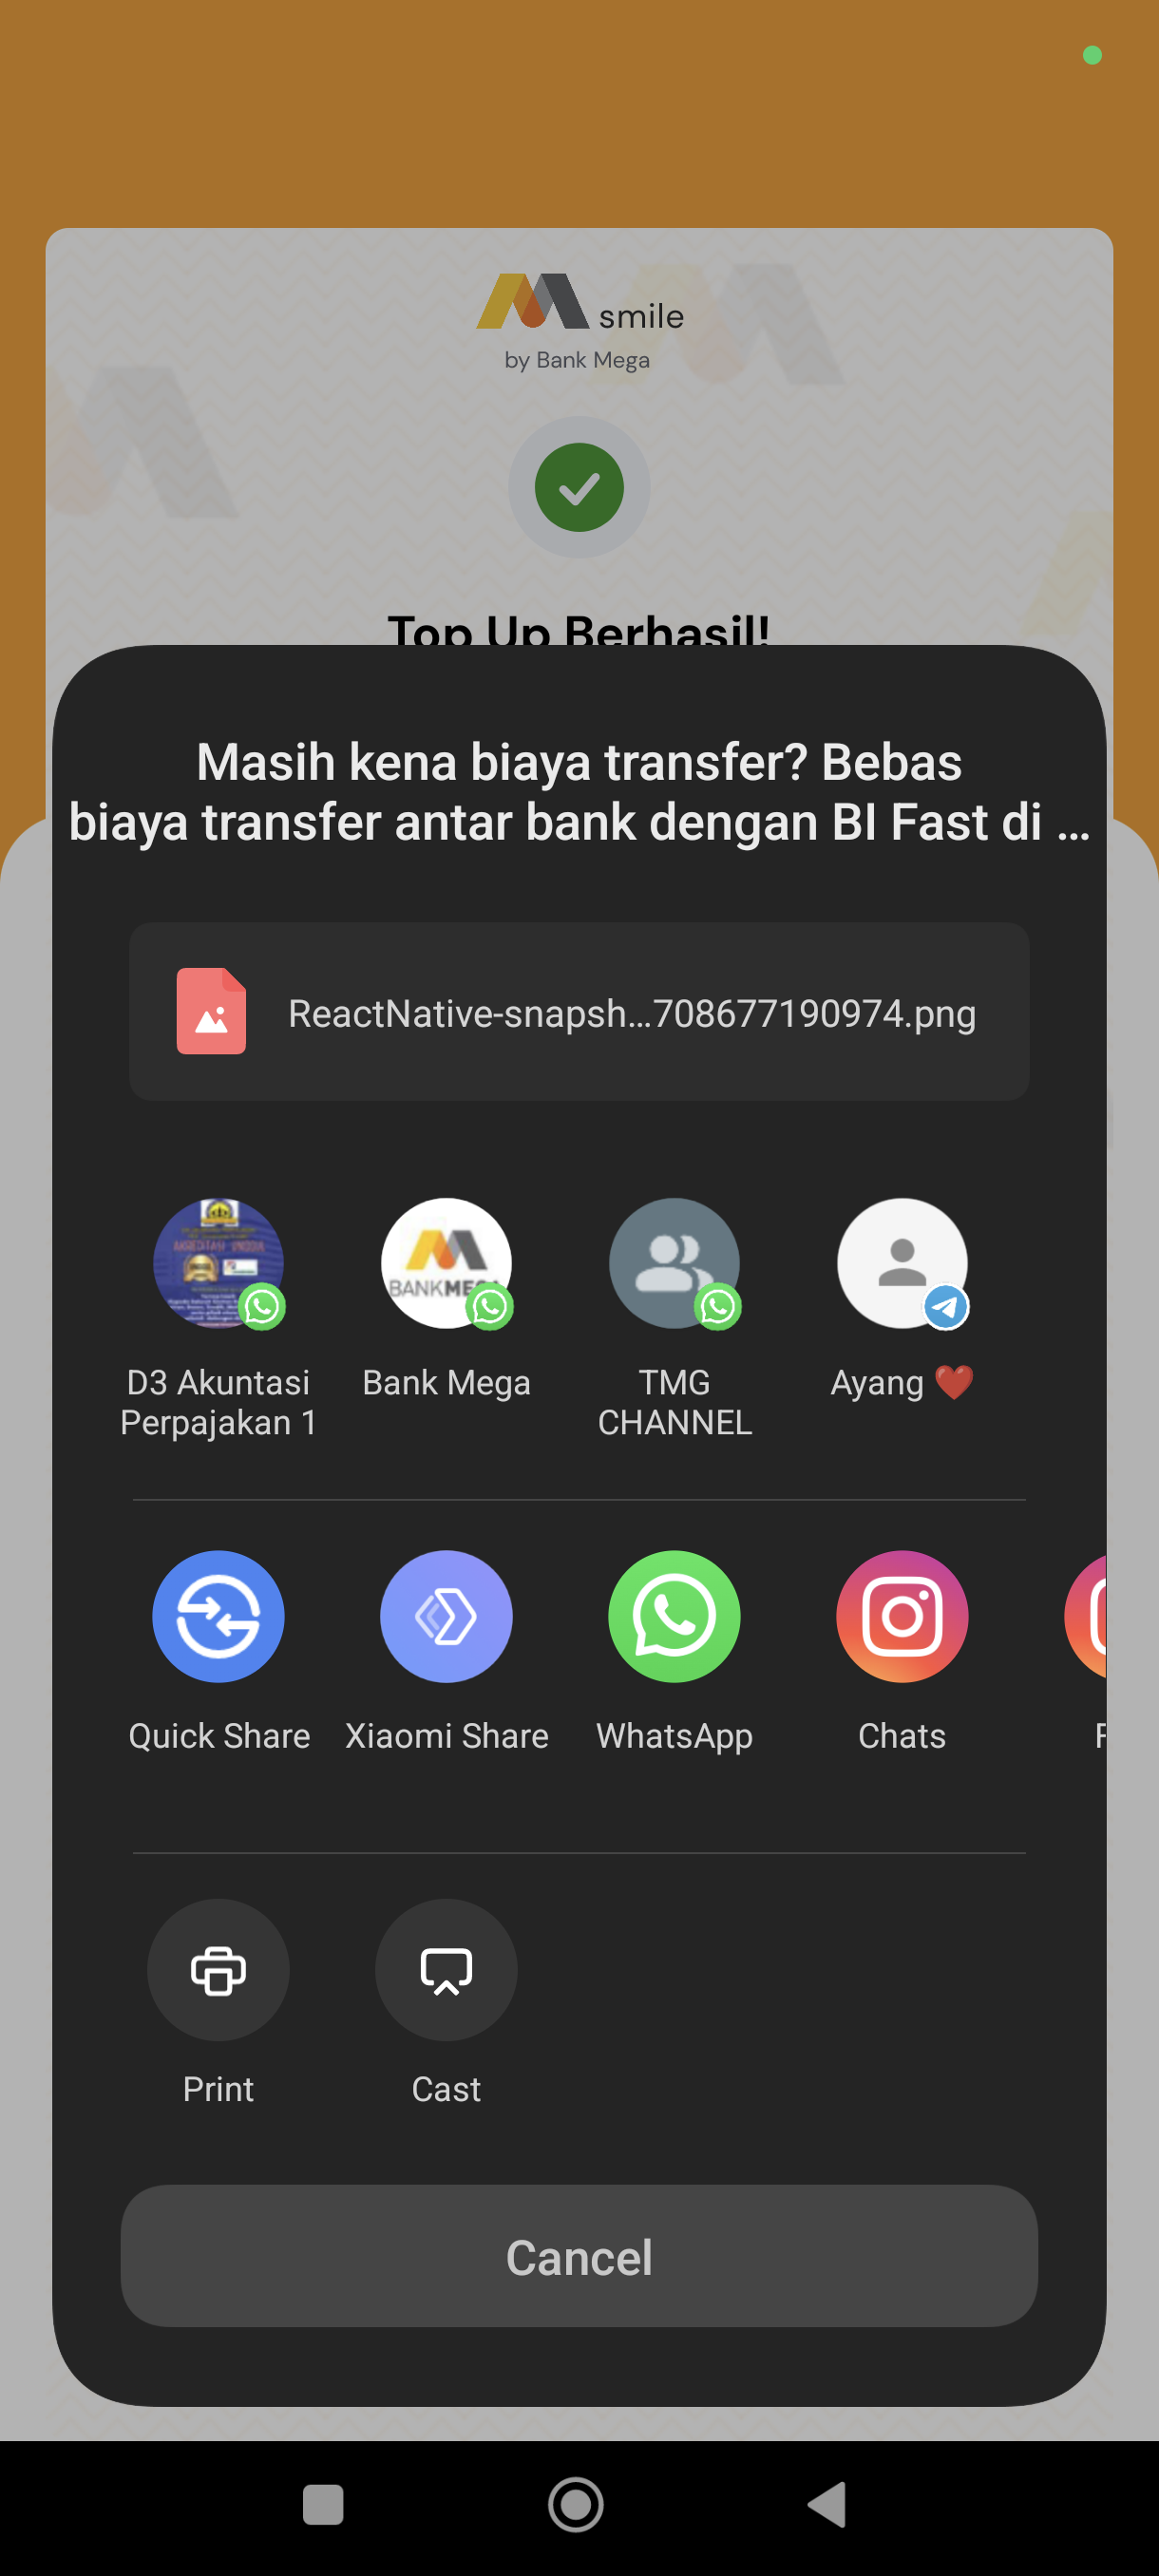 smile
by Bank Mega
Top Up Berhasil!
Masih kena biaya transfer? Bebas
biaya transfer antar bank dengan BI Fast di ...
ReactNative-snapsh...708677190974.png
BANKMEGA
D3 Akuntasi
Perpajakan 1
Bank Mega
TMG
CHANNEL
Ayang ❤️
Quick Share
Xiaomi Share
WhatsApp
Chats
F
Print
Cast
Cancel